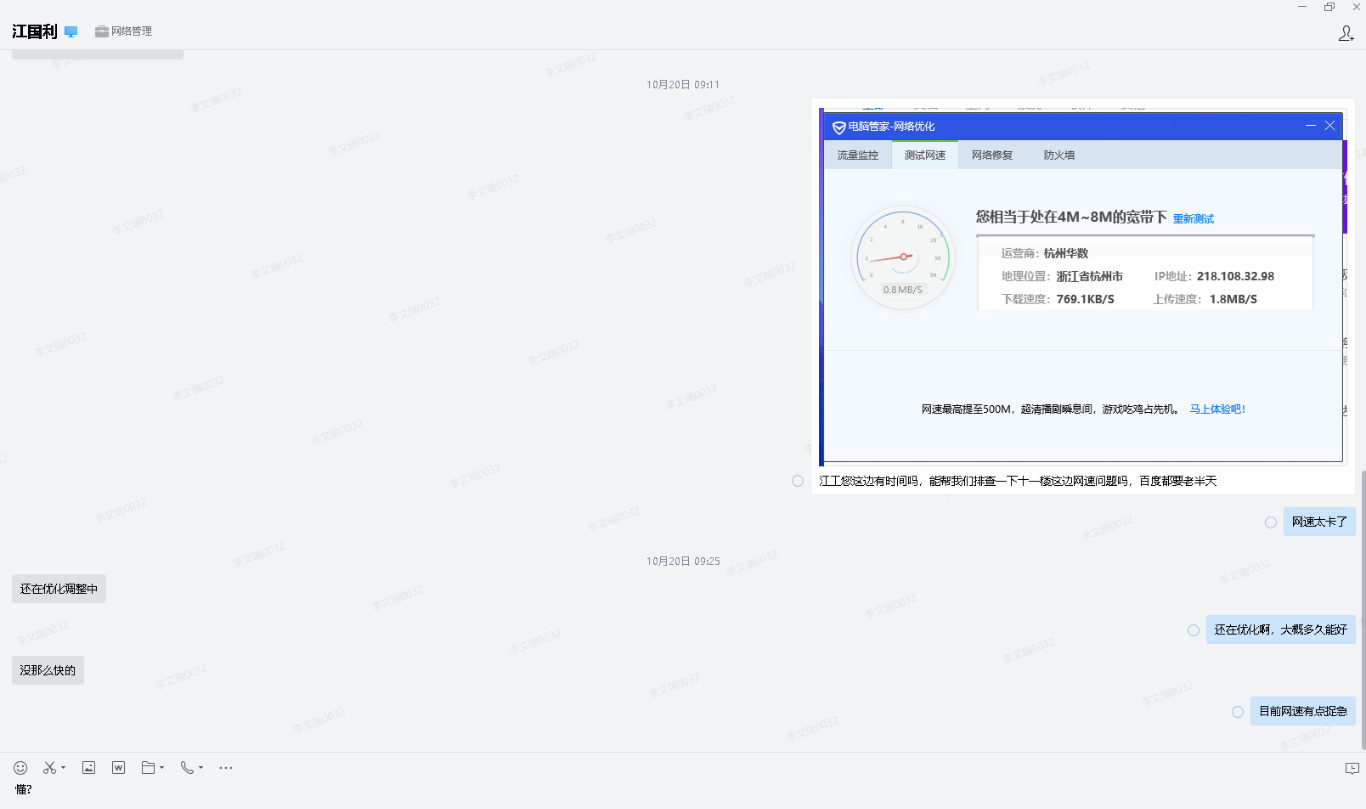 江国利
网络管理
10月20日 09:11
电脑管家-网络优化
流量监控 测试网速 网络修复 防火墙
您相当于处在4M~8M的宽带下 重新测试
运营商：杭州华数
地理位置：浙江省杭州市 IP地址：218.108.32.98
下载速度：769.1KB/S 上传速度：1.8MB/S
0.8MB/S
网速最高提至500M，超清播剧瞬息间，游戏吃鸡占先机。 马上体验吧！
江工您这边有时间吗，能帮我们排查一下十一楼这边网速问题吗，百度都要老半天
网速太卡了
10月20日 09:25
还在优化调整中
还在优化啊，大概多久能好
没那么快的
目前网速有点捉急
懂?
李文瑞0032